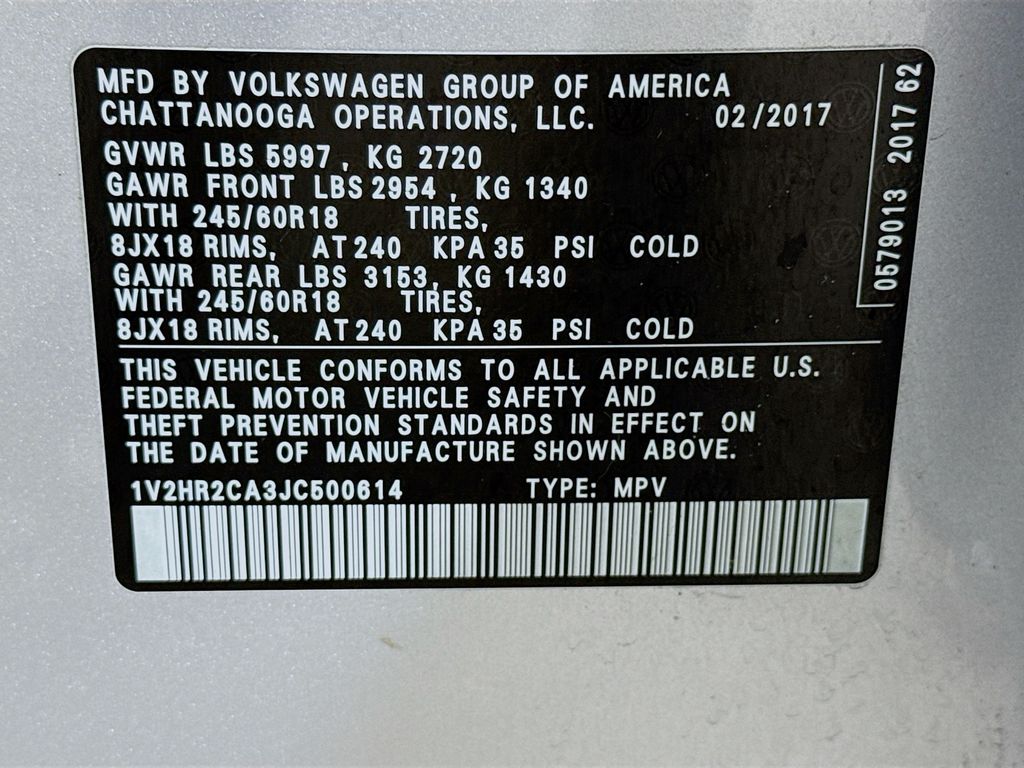 MFD BY VOLKSWAGEN GROUP OF AMERICA
CHATTANOOGA OPERATIONS, LLC. 02/2017
GVWR LBS 5997 , KG 2720
GAWR FRONT LBS 2954 , KG 1340
WITH 245/60R18 TIRES,
8JX18 RIMS, AT 240 KPA 35 PSI COLD
GAWR REAR LBS 3153, KG 1430
WITH 245/60R18 TIRES,
8JX18 RIMS, AT 240 KPA 35 PSI COLD
THIS VEHICLE CONFORMS TO ALL APPLICABLE U.S.
FEDERAL MOTOR VEHICLE SAFETY AND
THEFT PREVENTION STANDARDS IN EFFECT ON
THE DATE OF MANUFACTURE SHOWN ABOVE.
1V2HR2CA3JC500614 TYPE: MPV
0579013 2017 62